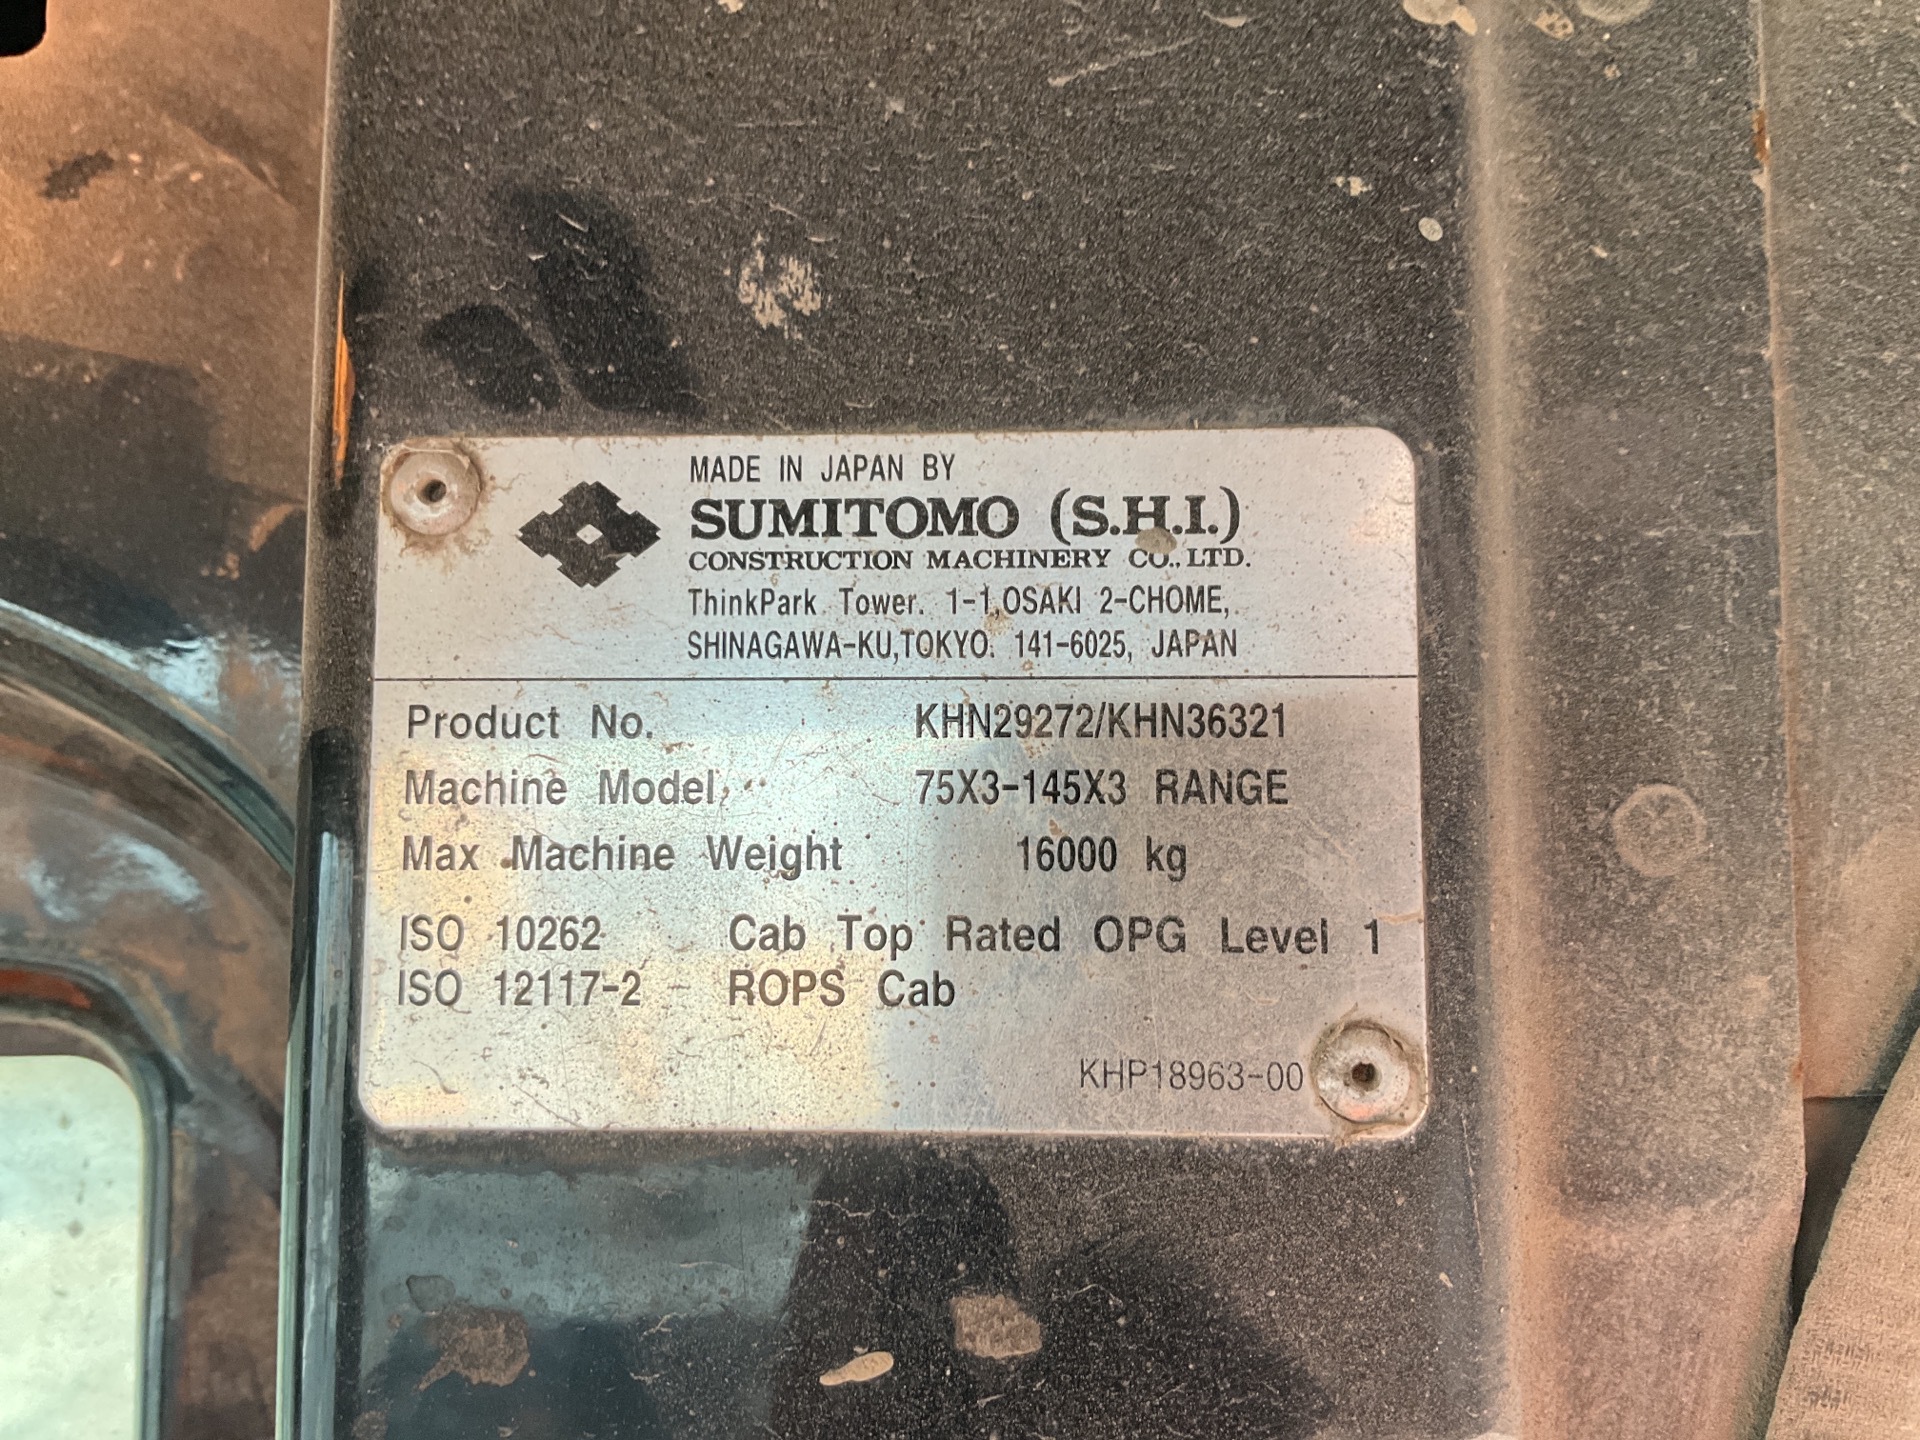 MADE IN JAPAN BY
SUMITOMO (S.H.I.)
CONSTRUCTION MACHINERY CO., LTD.
ThinkPark Tower. 1-1,OSAKI 2-CHOME,
SHINAGAWA-KU,TOKYO. 141-6025, JAPAN
Product No. KHN29272/KHN36321
Machine Model 75X3-145X3 RANGE
Max Machine Weight 16000 kg
ISO 10262 Cab Top Rated OPG Level 1
ISO 12117-2 ROPS Cab
KHP18963-00